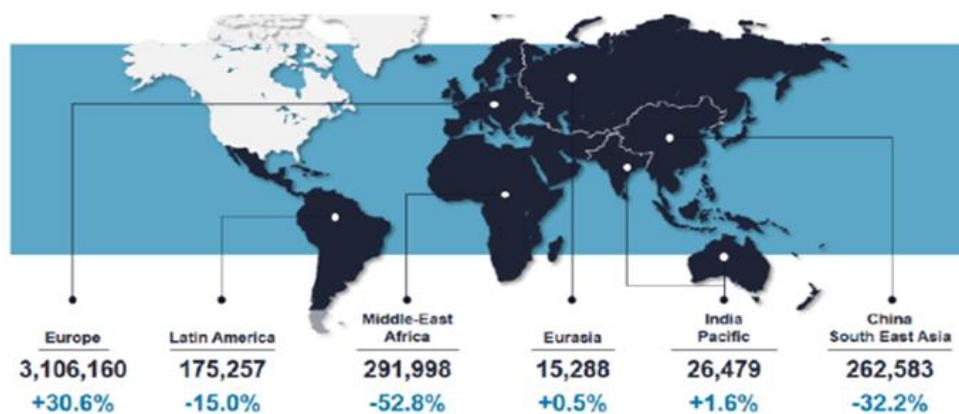 Europe
3,106,160
+30.6%
Latin America
175,257
-15.0%
Middle-East
Africa
291,998
-52.8%
Eurasia
15,288
+0.5%
India
Pacific
26,479
+1.6%
China
South East Asia
262,583
-32.2%